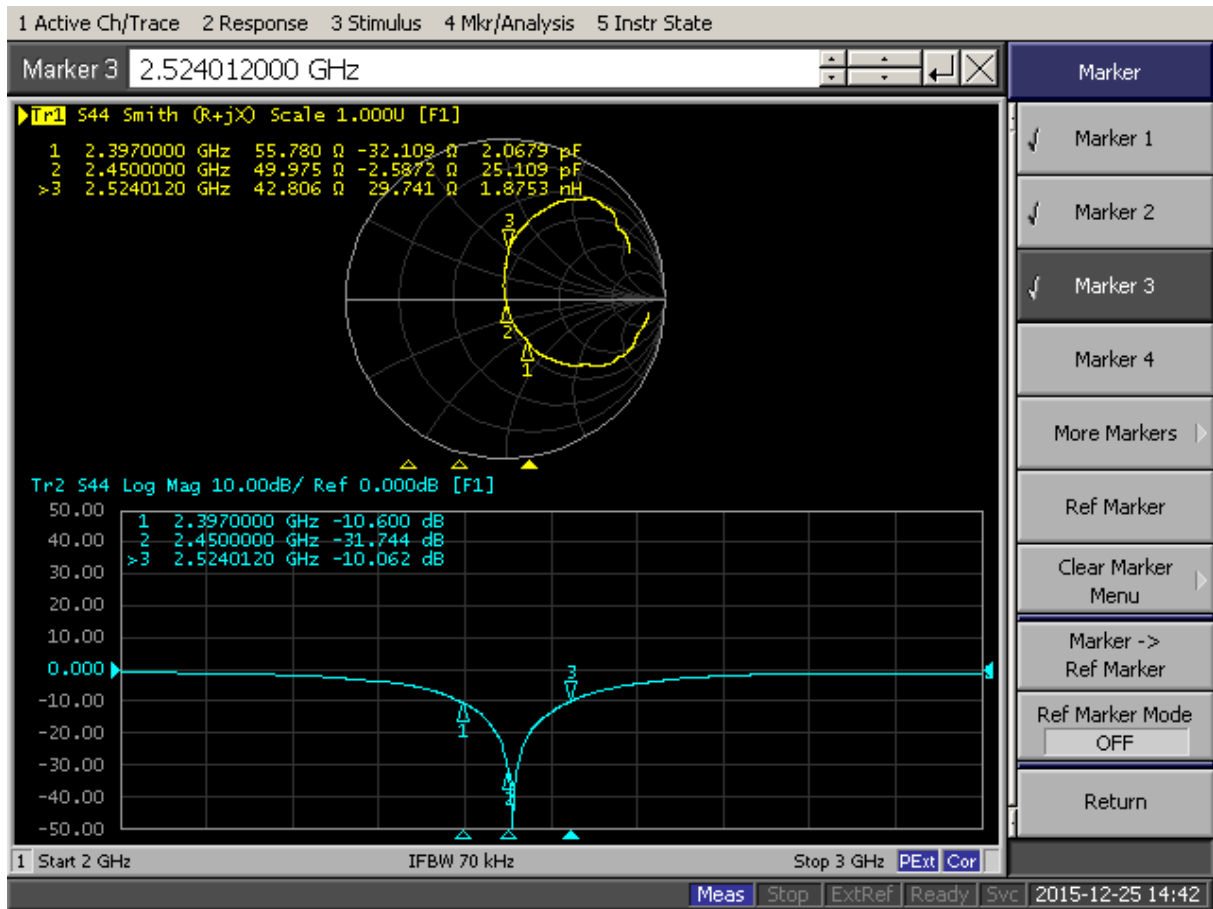 1 Active Ch/Trace 2 Response 3 Stimulus 4 Mkr/Analysis 5 Instr State
Marker 3 2.524012000 GHz
Tr1 S44 Smith (R+jX) Scale 1.000U [F1]
1 2.3970000 GHz 55.780 Ω -32.109 Ω 2.0679 pF
2 2.4500000 GHz 49.975 Ω -2.5872 Ω 25.109 pF
>3 2.5240120 GHz 42.806 Ω 29.741 Ω 1.8753 nH
3
2
1
Tr2 S44 Log Mag 10.00dB/ Ref 0.000dB [F1]
50.00
1 2.3970000 GHz -10.600 dB
40.00
2 2.4500000 GHz -31.744 dB
>3 2.5240120 GHz -10.062 dB
30.00
20.00
10.00
0.000
3
-10.00
1
-20.00
-30.00
2
-40.00
-50.00
1 Start 2 GHz IFBW 70 kHz Stop 3 GHz PExt Cor
Meas Stop ExtRef Ready Svc 2015-12-25 14:42
Marker
Marker 1
Marker 2
Marker 3
Marker 4
More Markers
Ref Marker
Clear Marker
Menu
Marker ->
Ref Marker
Ref Marker Mode
OFF
Return